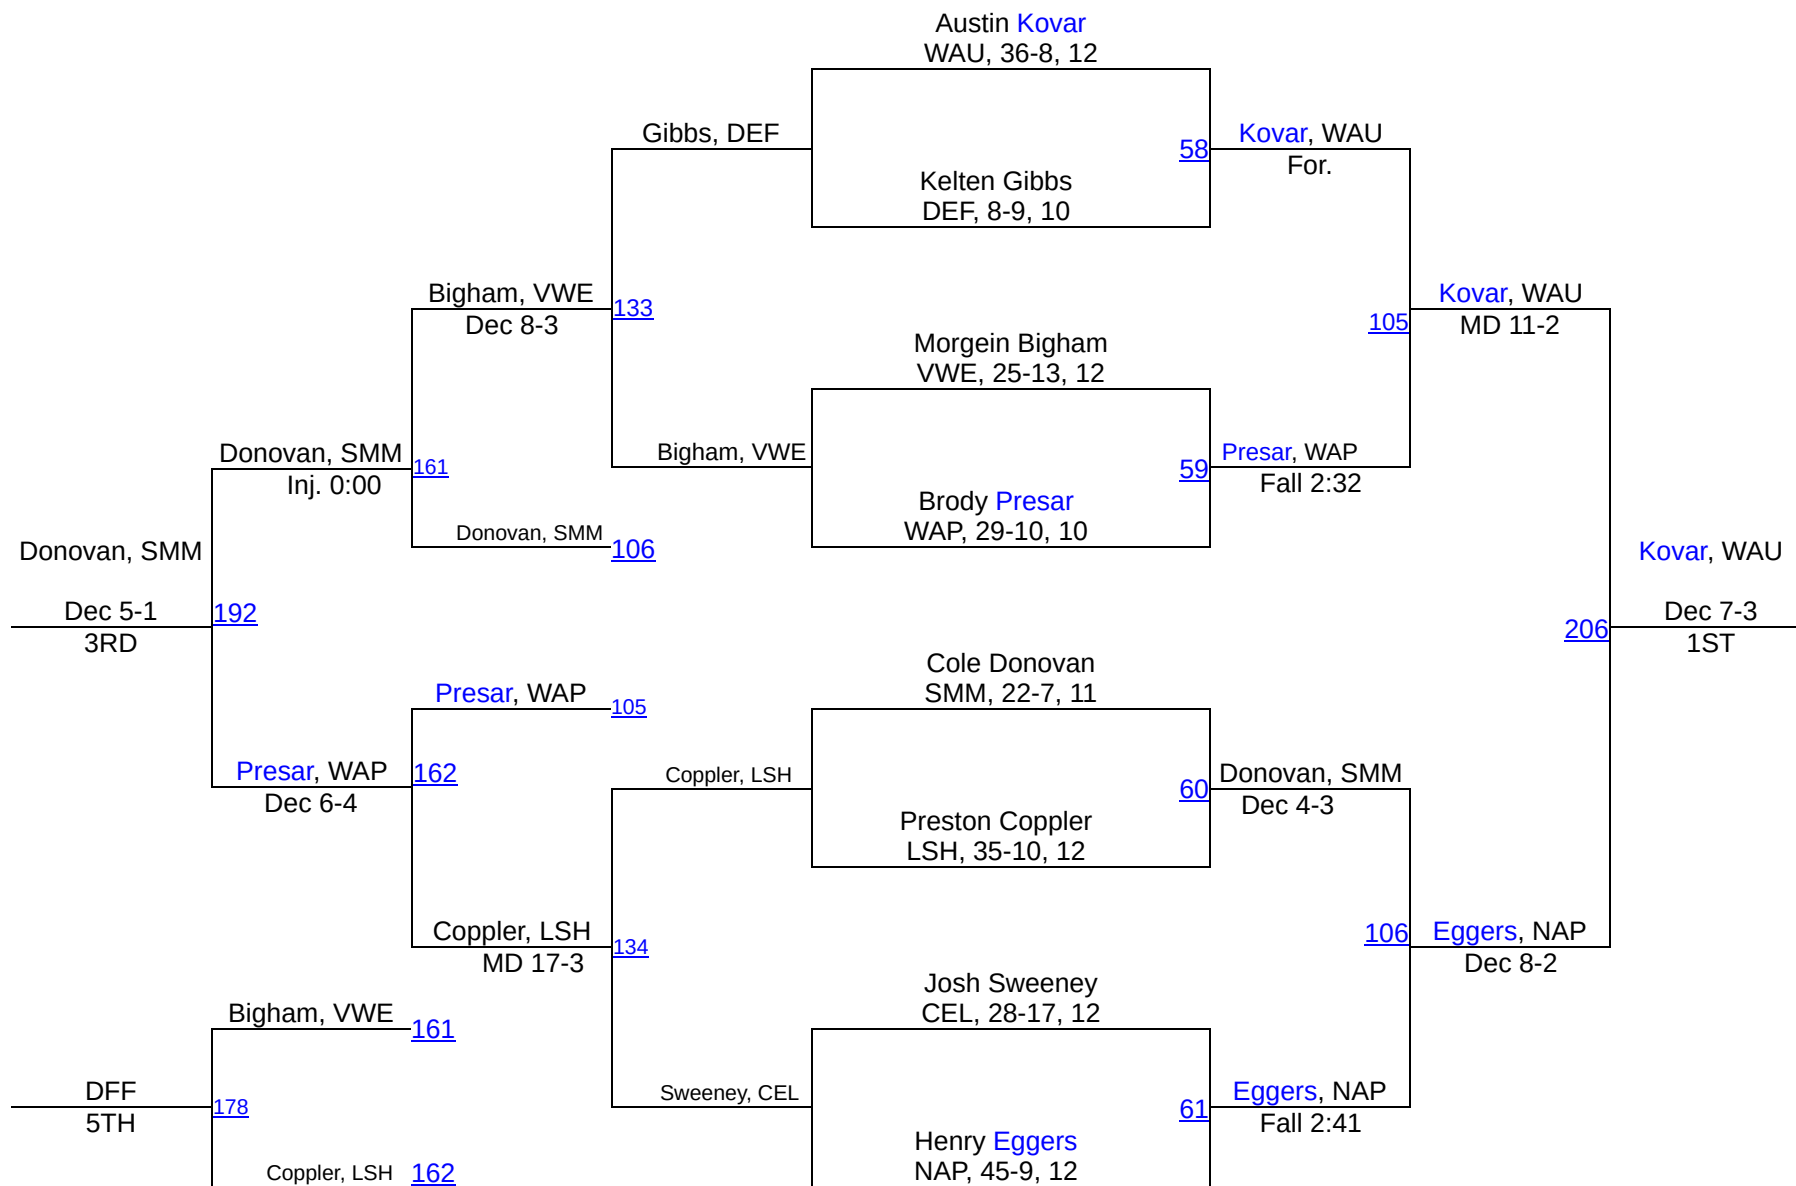 Austin Kovar
WAU, 36-8, 12
Gibbs, DEF
58
Kovar, WAU
For.
Kelten Gibbs
DEF, 8-9, 10
Bigham, VWE
Dec 8-3
133
Kovar, WAU
MD 11-2
105
Morgein Bigham
VWE, 25-13, 12
Donovan, SMM
Inj. 0:00
161
Bigham, VWE
59
Presar, WAP
Fall 2:32
Brody Presar
WAP, 29-10, 10
Donovan, SMM
106
Donovan, SMM
Dec 5-1
3RD
192
Kovar, WAU
Dec 7-3
1ST
206
Cole Donovan
SMM, 22-7, 11
Presar, WAP
105
Presar, WAP
Dec 6-4
162
Coppler, LSH
60
Donovan, SMM
Dec 4-3
Preston Coppler
LSH, 35-10, 12
Coppler, LSH
MD 17-3
134
106
Eggers, NAP
Dec 8-2
Josh Sweeney
CEL, 28-17, 12
Bigham, VWE
161
DFF
5TH
178
Sweeney, CEL
61
Eggers, NAP
Fall 2:41
Henry Eggers
NAP, 45-9, 12
Coppler, LSH
162